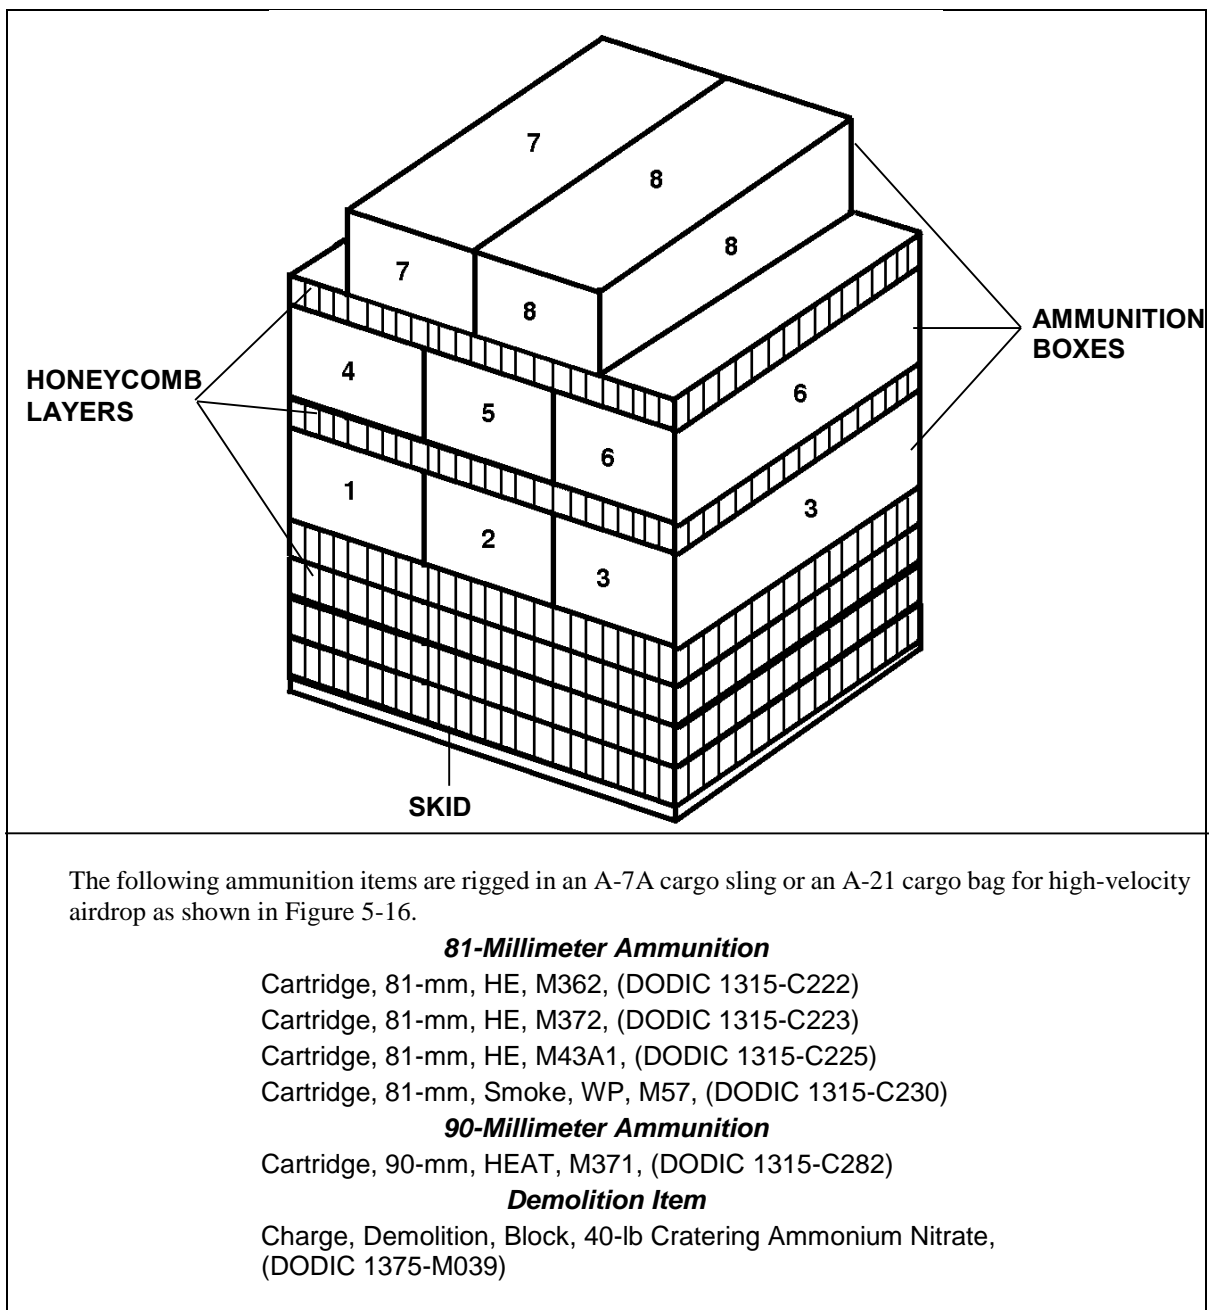 7
8
7
8
8
HONEYCOMB
LAYERS
4
5
6
6
AMMUNITION
BOXES
1
2
3
3
SKID
The following ammunition items are rigged in an A-7A cargo sling or an A-21 cargo bag for high-velocity
airdrop as shown in Figure 5-16.
81-Millimeter Ammunition
Cartridge, 81-mm, HE, M362, (DODIC 1315-C222)
Cartridge, 81-mm, HE, M372, (DODIC 1315-C223)
Cartridge, 81-mm, HE, M43A1, (DODIC 1315-C225)
Cartridge, 81-mm, Smoke, WP, M57, (DODIC 1315-C230)
90-Millimeter Ammunition
Cartridge, 90-mm, HEAT, M371, (DODIC 1315-C282)
Demolition Item
Charge, Demolition, Block, 40-lb Cratering Ammonium Nitrate,
(DODIC 1375-M039)